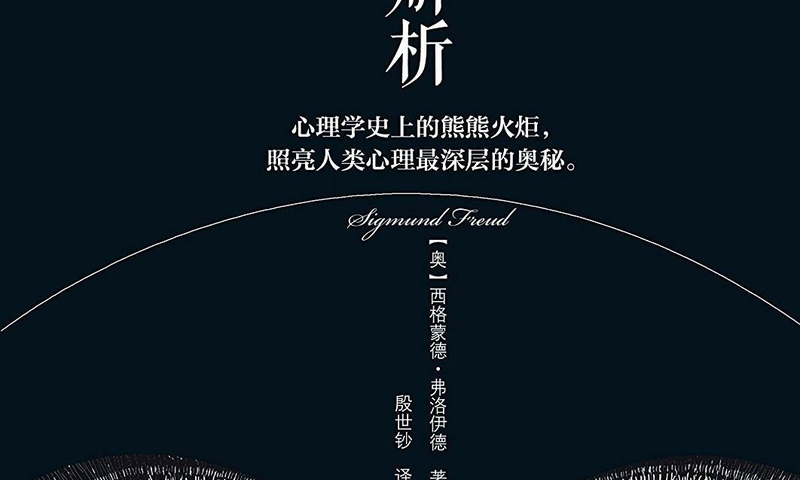 析
心理学史上的熊熊火炬，
照亮人类心理最深层的奥秘。
Sigmund Freud
【奥】西格蒙德·弗洛伊德 著
殷世钞 译